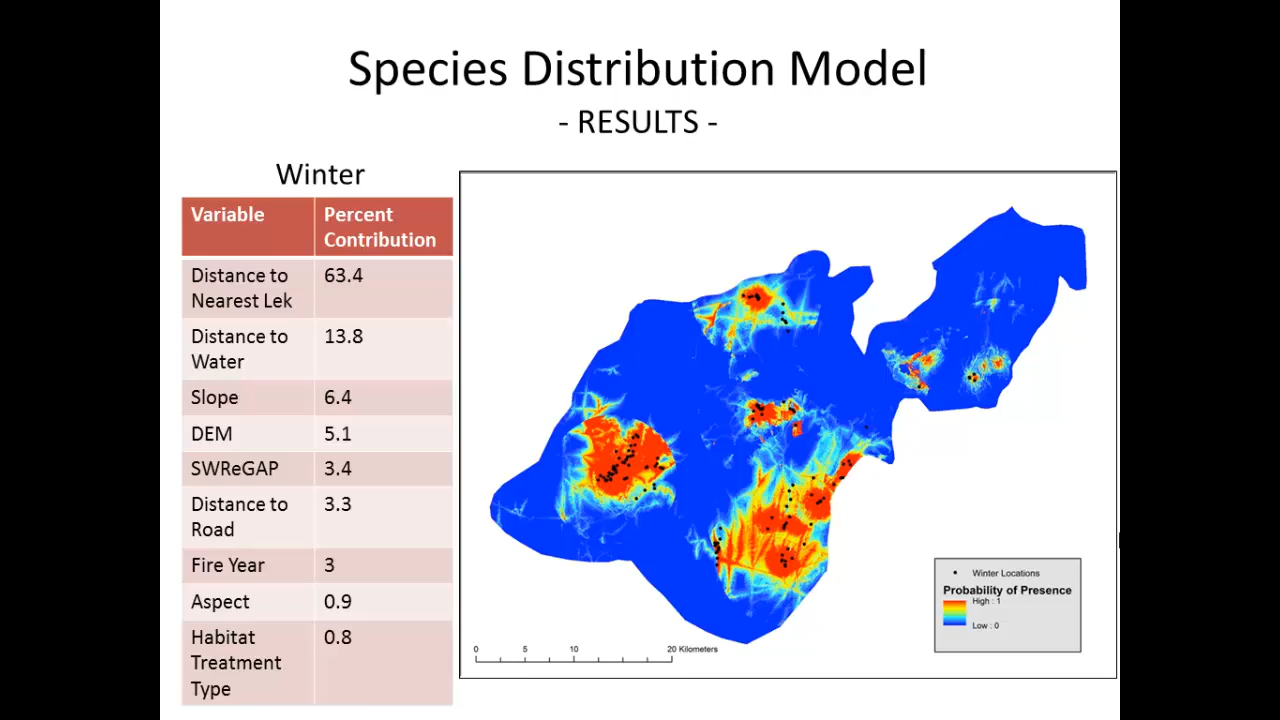 Species Distribution Model
- RESULTS -
Winter
Variable
Percent
Contribution
Distance to
Nearest Lek
63.4
Distance to
Water
13.8
Slope
6.4
DEM
5.1
SWReGAP
3.4
Distance to
Road
3.3
Fire Year
3
Aspect
0.9
Habitat
Treatment
Type
0.8
0 5 10 20 Kilometers
Winter Locations
Probability of Presence
High : 1
Low : 0